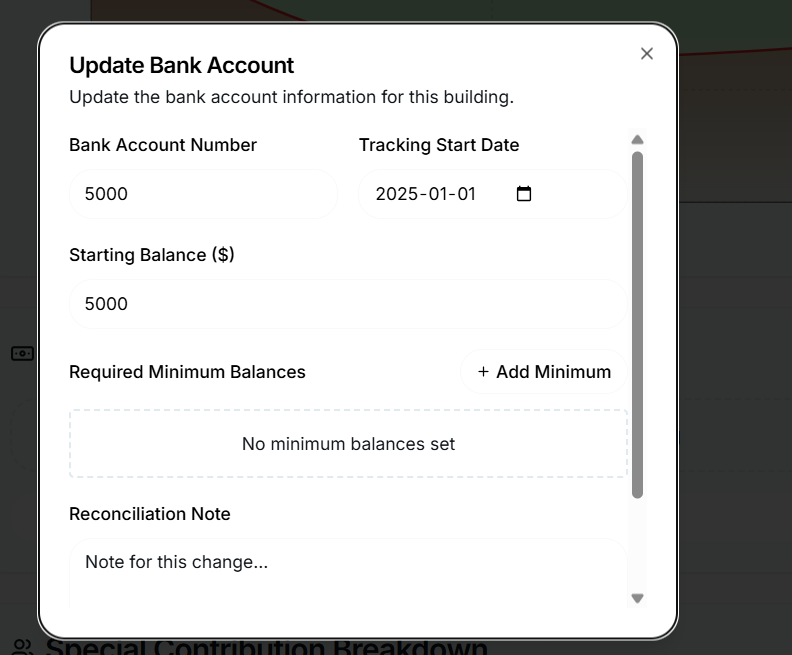 Update Bank Account
Update the bank account information for this building.
Bank Account Number
Tracking Start Date
5000
2025-01-01
Starting Balance ($)
5000
Required Minimum Balances
+ Add Minimum
No minimum balances set
Reconciliation Note
Note for this change...
Special Contribution Breakdown